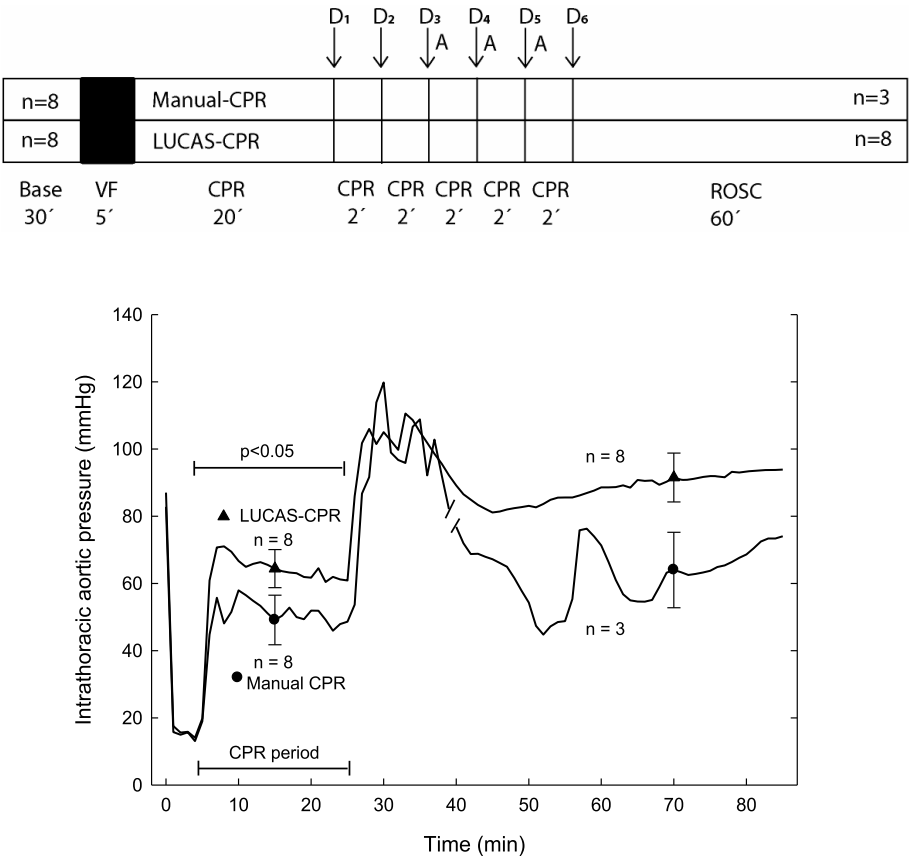 D1 D2 D3 D4 D5 D6
A A A
n=8 Manual-CPR n=3
n=8 LUCAS-CPR n=8
Base VF CPR CPR CPR CPR CPR CPR ROSC
30´ 5´ 20´ 2´ 2´ 2´ 2´ 2´ 60´
Intrathoracic aortic pressure (mmHg)
140
120
100
80
60
40
20
0
p<0.05
LUCAS-CPR
n = 8
n = 8
Manual CPR
CPR period
n = 8
n = 3
0 10 20 30 40 50 60 70 80
Time (min)